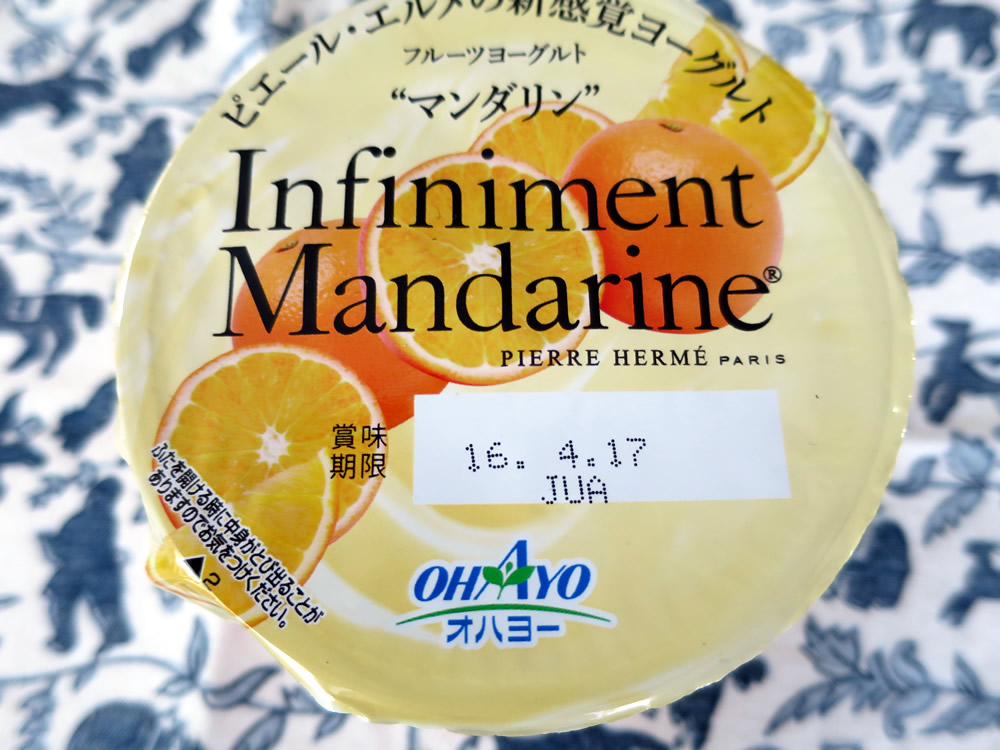 ピエール・エルメの新感覚ヨーグルト
フルーツヨーグルト
“マンダリン”
Infiniment
Mandarine®
PIERRE HERMÉ PARIS
賞味
期限
16. 4.17
JUA
ふたを開ける時に中身がとび出ることが
ありますのでお気をつけください。
▲2
OHAYO
オハヨー